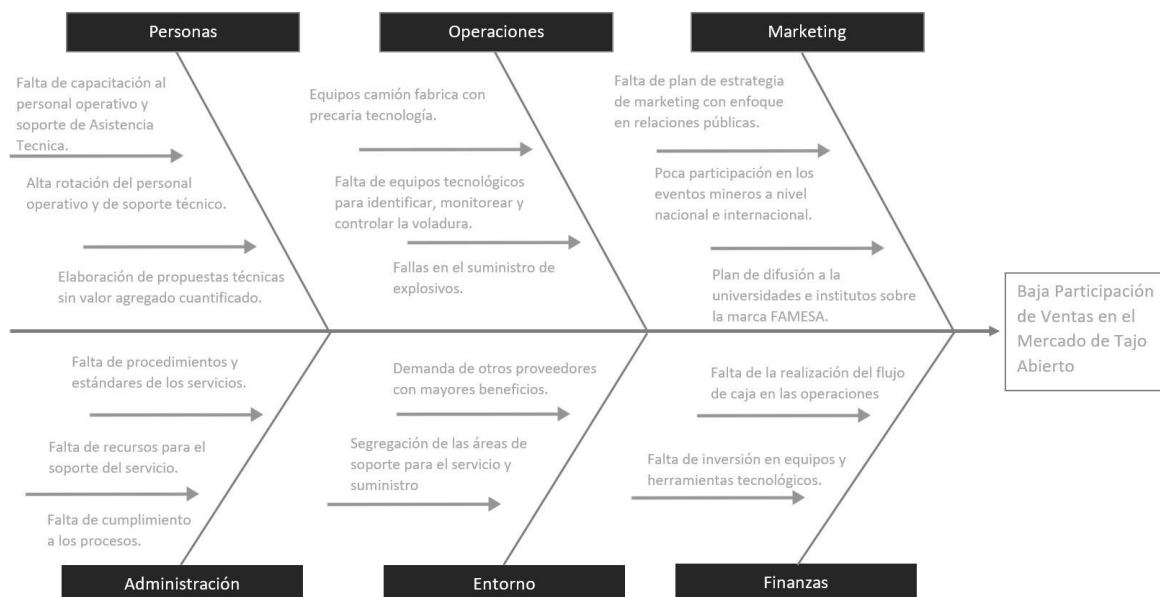 Personas
Operaciones
Marketing
Falta de capacitación al
personal operativo y
soporte de Asistencia
Tecnica.
Alta rotación del personal
operativo y de soporte técnico.
Elaboración de propuestas técnicas
sin valor agregado cuantificado.
Equipos camión fabrica con
precaria tecnología.
Falta de equipos tecnológicos
para identificar, monitorear y
controlar la voladura.
Fallas en el suministro de
explosivos.
Falta de plan de estrategia
de marketing con enfoque
en relaciones públicas.
Poca participación en los
eventos mineros a nivel
nacional e internacional.
Plan de difusión a la
universidades e institutos sobre
la marca FAMESA.
Baja Participación
de Ventas en el
Mercado de Tajo
Abierto
Falta de procedimientos y
estándares de los servicios.
Falta de recursos para el
soporte del servicio.
Falta de cumplimiento
a los procesos.
Demanda de otros proveedores
con mayores beneficios.
Segregación de las áreas de
soporte para el servicio y
suministro
Falta de la realización del flujo
de caja en las operaciones
Falta de inversión en equipos y
herramientas tecnológicos.
Administración
Entorno
Finanzas